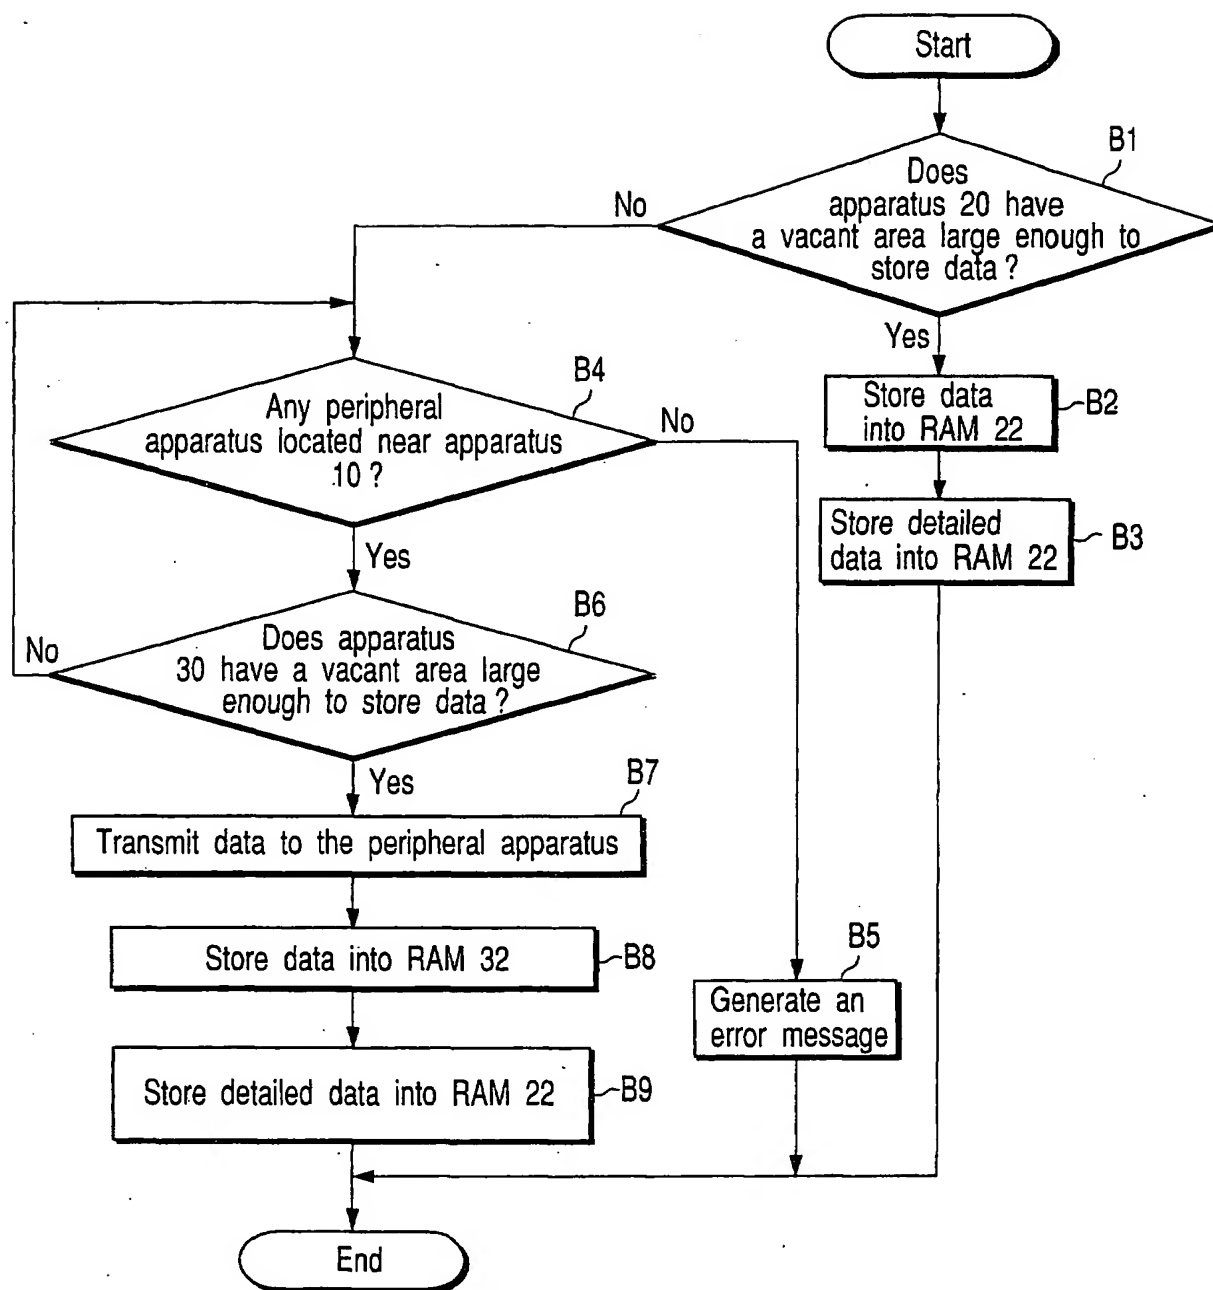 Start
B1
Does
apparatus 20 have
a vacant area large enough to
store data?
No
Yes
B4
Any peripheral
apparatus located near apparatus
10?
No
Store data
into RAM 22
B2
Yes
Store detailed
data into RAM 22
B3
B6
Does apparatus
30 have a vacant area large
enough to store data?
No
Yes
B7
Transmit data to the peripheral apparatus
Store data into RAM 32
B8
B5
Generate an
error message
Store detailed data into RAM 22
B9
End